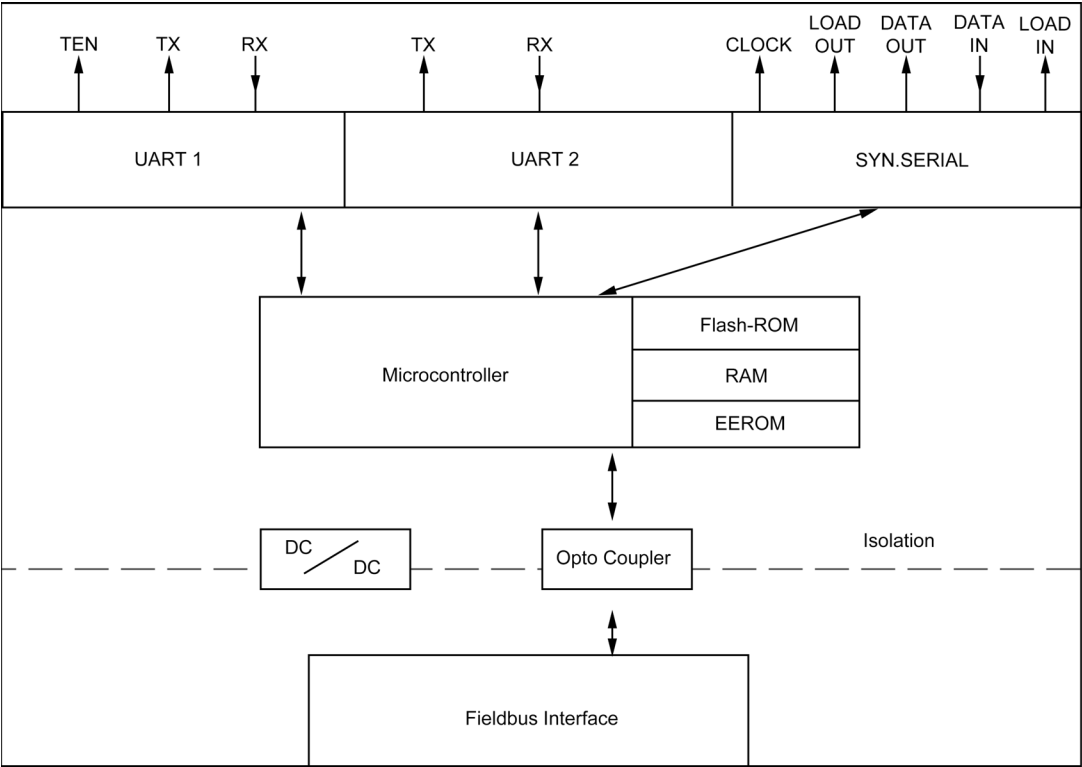 TEN TX RX TX RX CLOCK LOAD OUT DATA OUT DATA IN LOAD IN
UART 1 UART 2 SYN.SERIAL
Microcontroller
Flash-ROM
RAM
EEROM
DC DC
Opto Coupler
Isolation
Fieldbus Interface